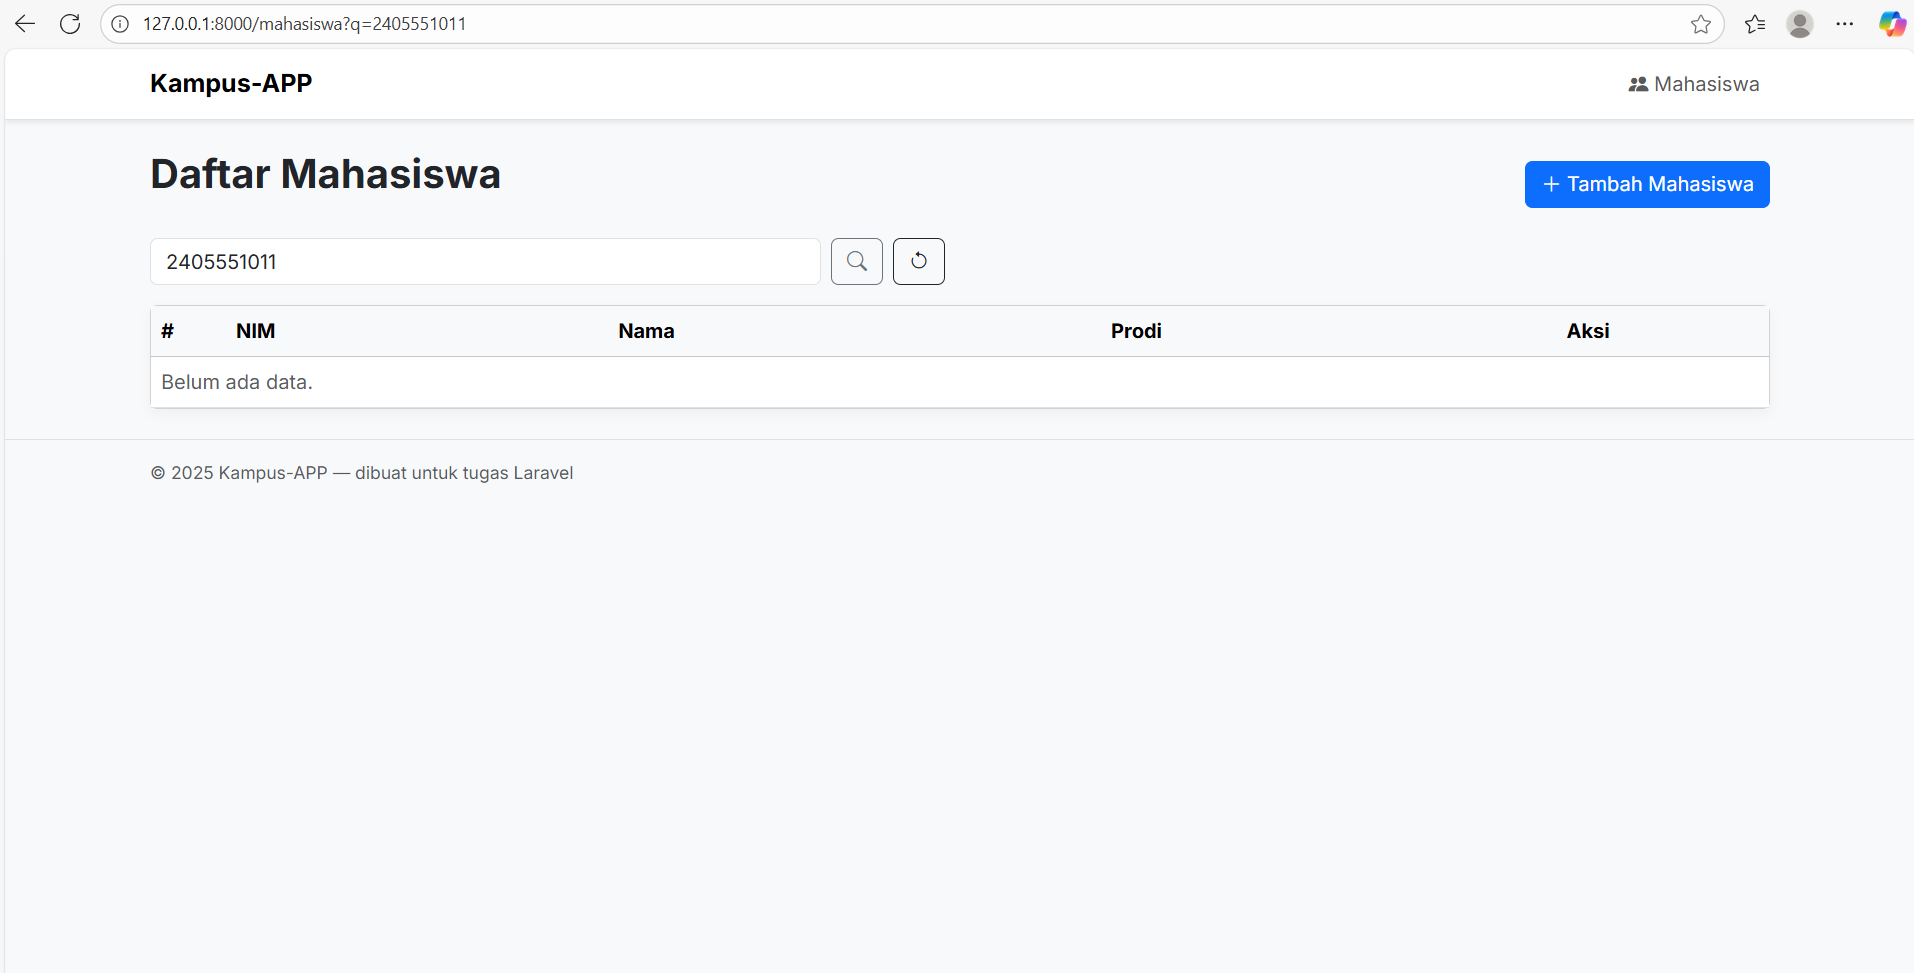 127.0.0.1:8000/mahasiswa?q=2405551011
Kampus-APP
Mahasiswa
Daftar Mahasiswa
+ Tambah Mahasiswa
2405551011
# NIM Nama Prodi Aksi
Belum ada data.
© 2025 Kampus-APP — dibuat untuk tugas Laravel